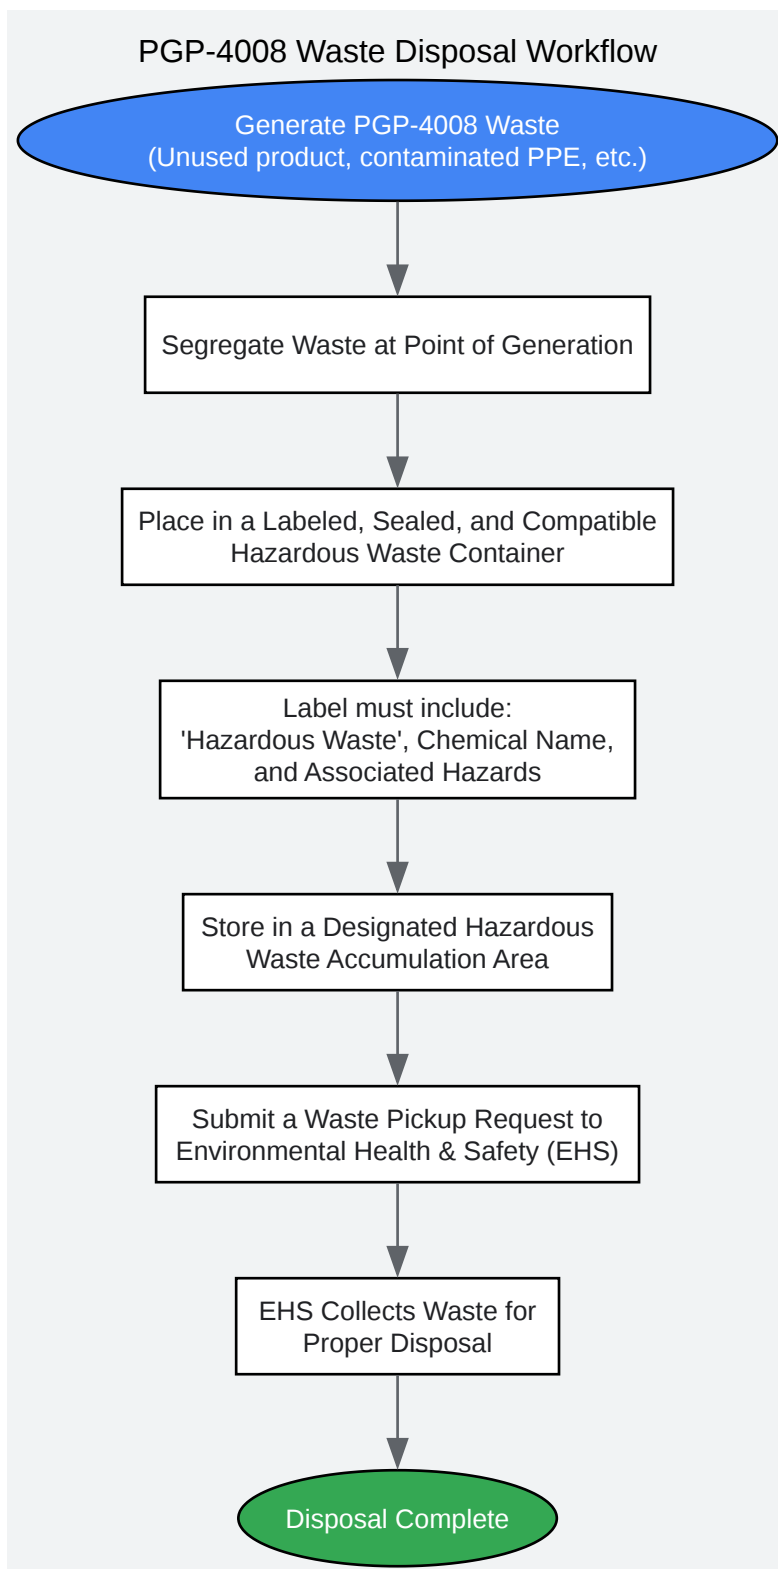 PGP-4008 Waste Disposal Workflow
Generate PGP-4008 Waste
(Unused product, contaminated PPE, etc.)
Segregate Waste at Point of Generation
Place in a Labeled, Sealed, and Compatible
Hazardous Waste Container
Label must include:
'Hazardous Waste', Chemical Name,
and Associated Hazards
Store in a Designated Hazardous
Waste Accumulation Area
Submit a Waste Pickup Request to
Environmental Health & Safety (EHS)
EHS Collects Waste for
Proper Disposal
Disposal Complete